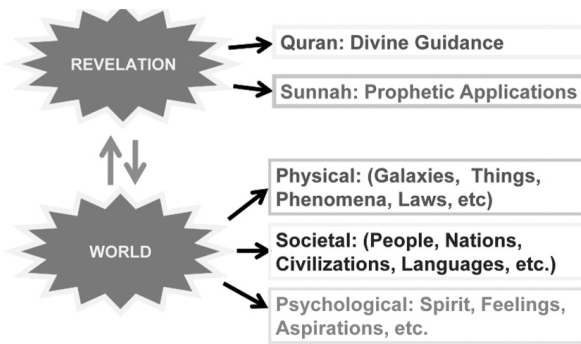 REVELATION
Quran: Divine Guidance
Sunnah: Prophetic Applications
WORLD
Physical: (Galaxies, Things,
Phenomena, Laws, etc)
Societal: (People, Nations,
Civilizations, Languages, etc.)
Psychological: Spirit, Feelings,
Aspirations, etc.